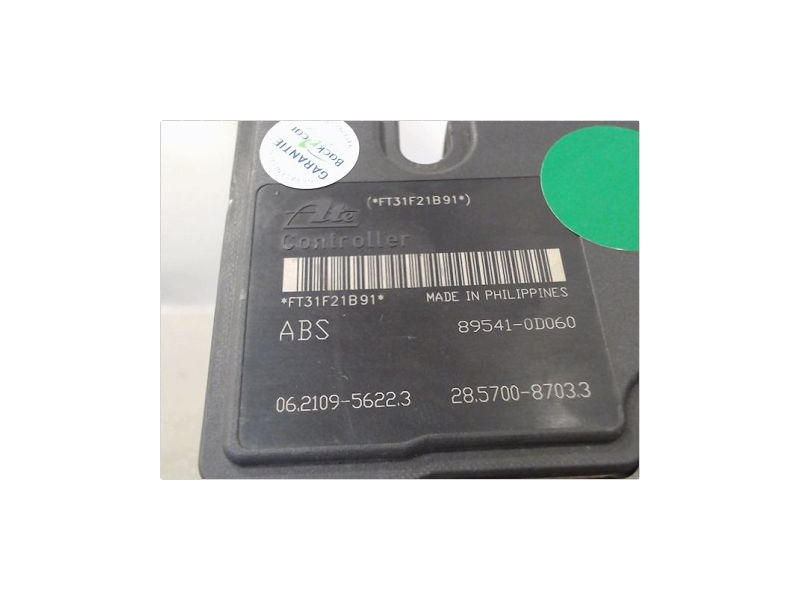 GARANTIE
Back2car
(*FT31F21B91*)
Ate
Controller
*FT31F21B91*
MADE IN PHILIPPINES
ABS
89541-0D060
06.2109-5622.3
28.5700-8703.3